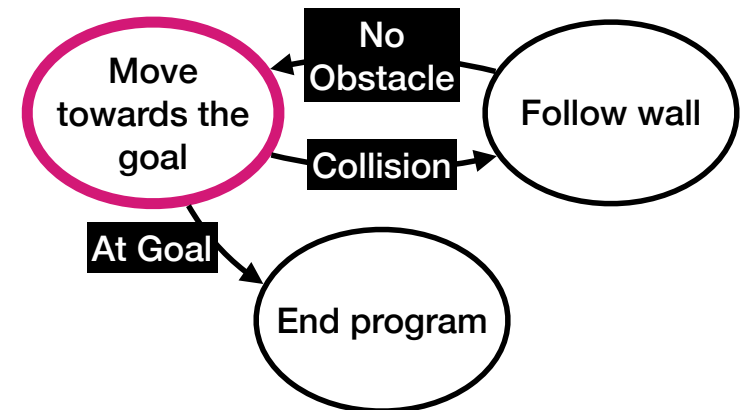 Move
towards the
goal
No
Obstacle
Follow wall
Collision
At Goal
End program